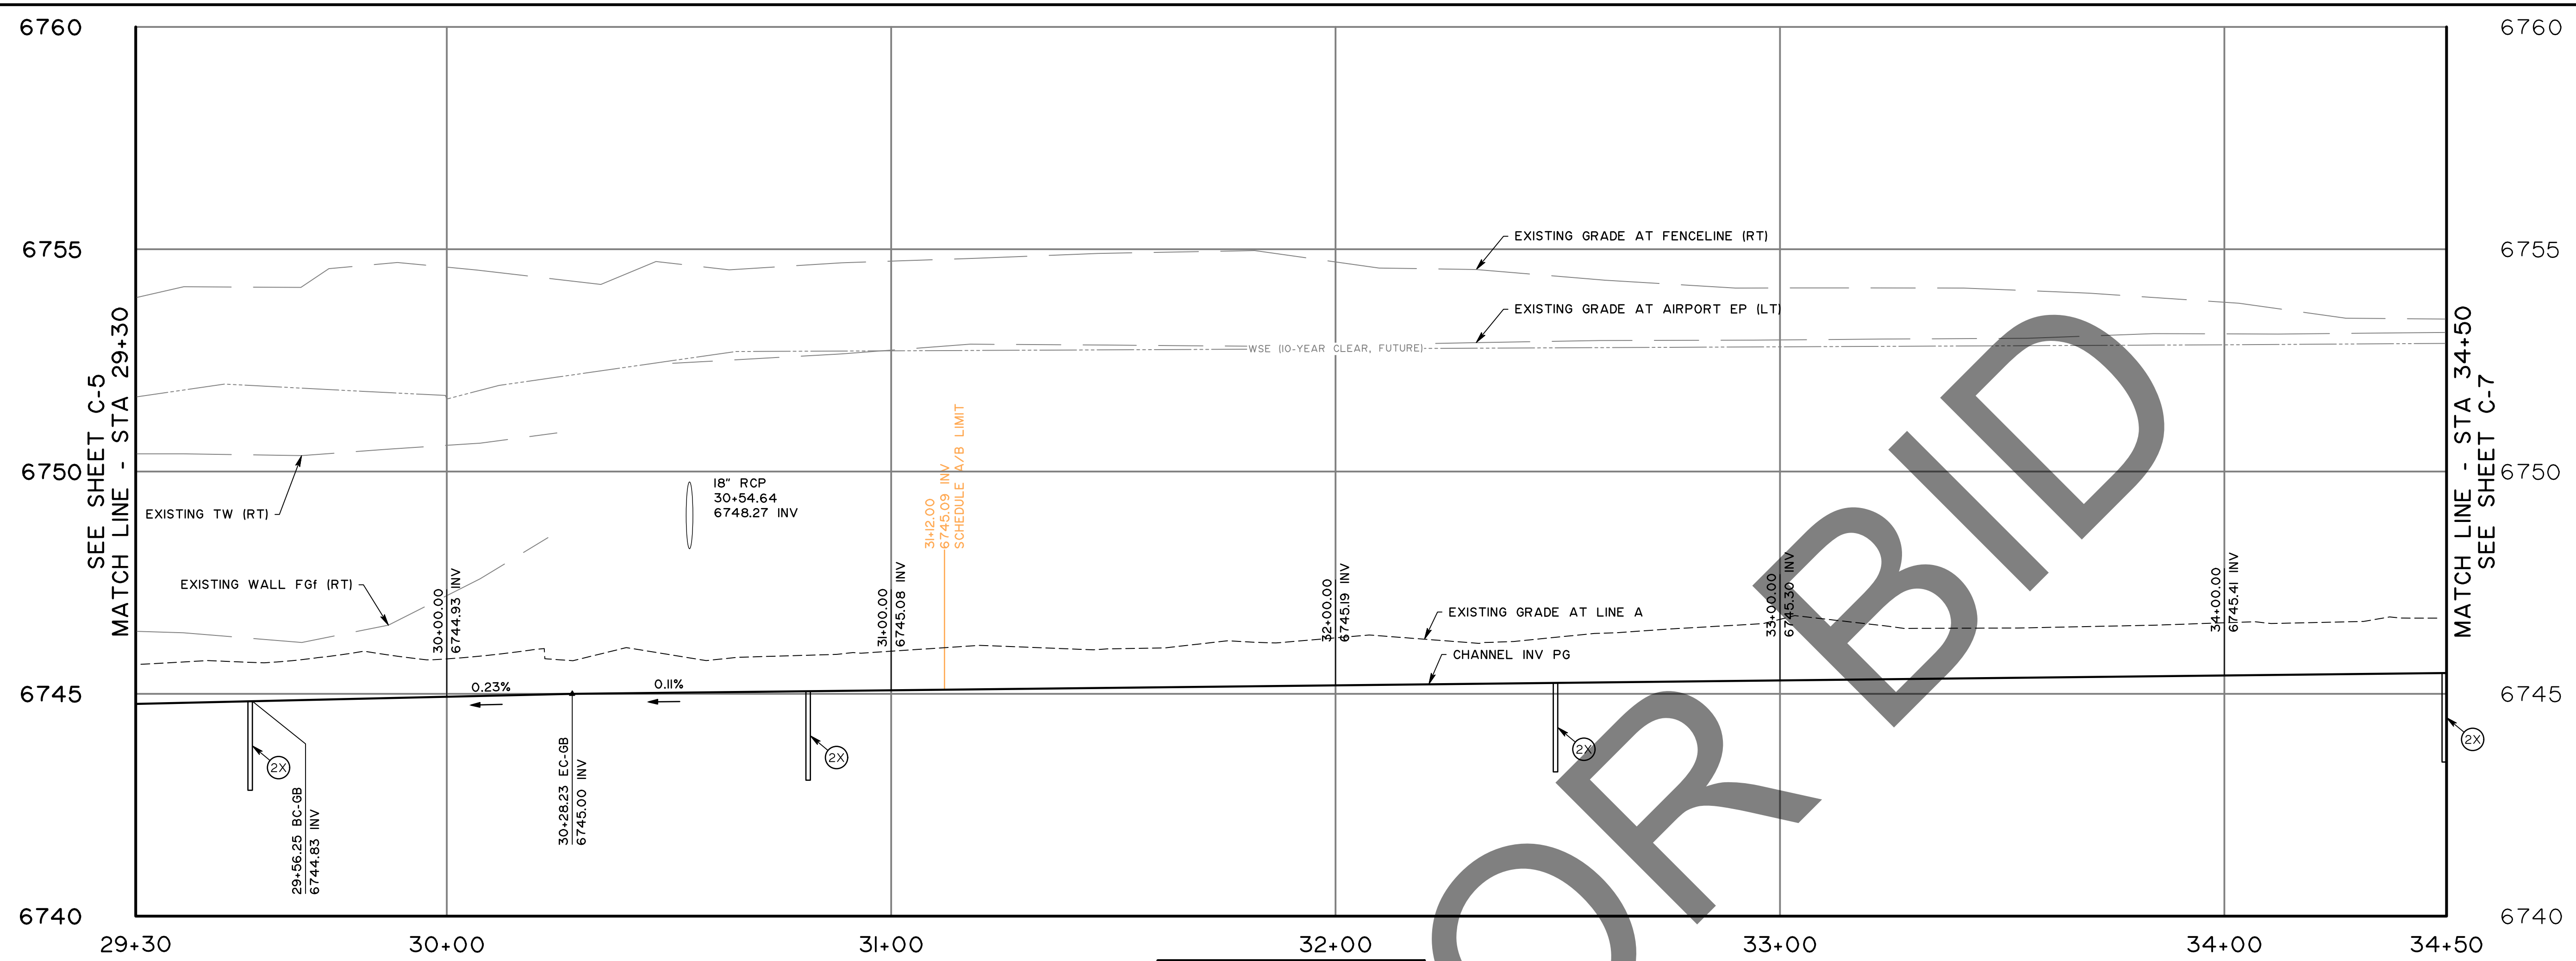 6760
6755
6750
6745
6740
SEE SHEET C-5
MATCH LINE - STA 29+30
EXISTING GRADE AT FENCELINE (RT)
EXISTING GRADE AT AIRPORT EP (LT)
WSE (10-YEAR CLEAR, FUTURE)
EXISTING TW (RT)
EXISTING WALL FGf (RT)
18" RCP
30+54.64
6748.27 INV
31+12.00
6745.09 INV
SCHEDULE A/B LIMIT
30+00.00
6744.93 INV
31+00.00
6745.08 INV
32+00.00
6745.19 INV
33+00.00
6745.30 INV
34+00.00
6745.41 INV
EXISTING GRADE AT LINE A
CHANNEL INV PG
0.23%
0.11%
2X
2X
2X
2X
29+56.25 BC-GB
6744.83 INV
30+28.23 EC-GB
6745.00 INV
OR BID
MATCH LINE - STA 34+50
SEE SHEET C-7
6760
6755
6750
6745
6740
29+30
30+00
31+00
32+00
33+00
34+00
34+50